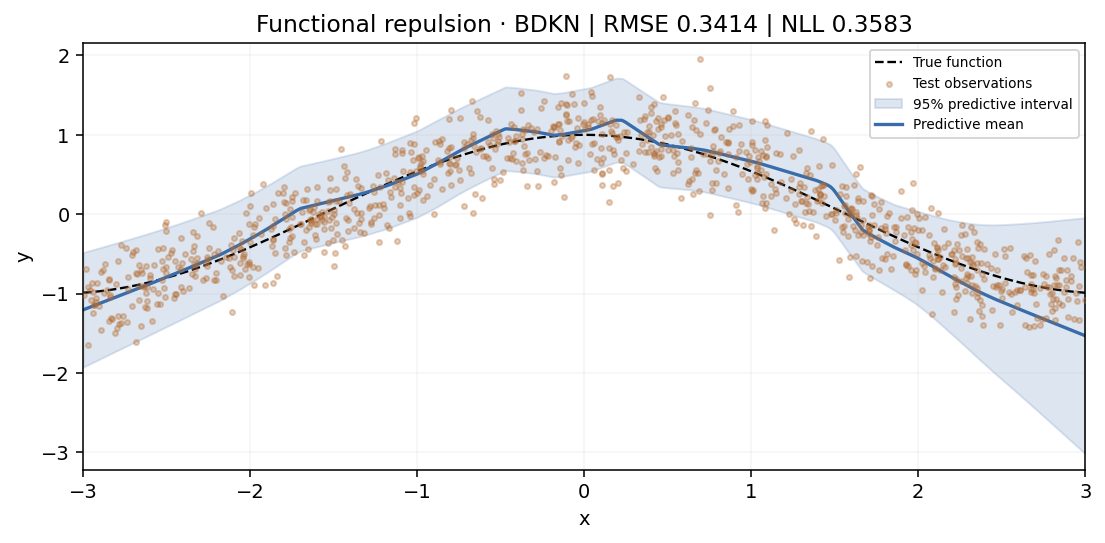 Functional repulsion · BDKN | RMSE 0.3414 | NLL 0.3583
True function
Test observations
95% predictive interval
Predictive mean
y
2
1
0
−1
−2
−3
−3
−2
−1
0
1
2
3
x